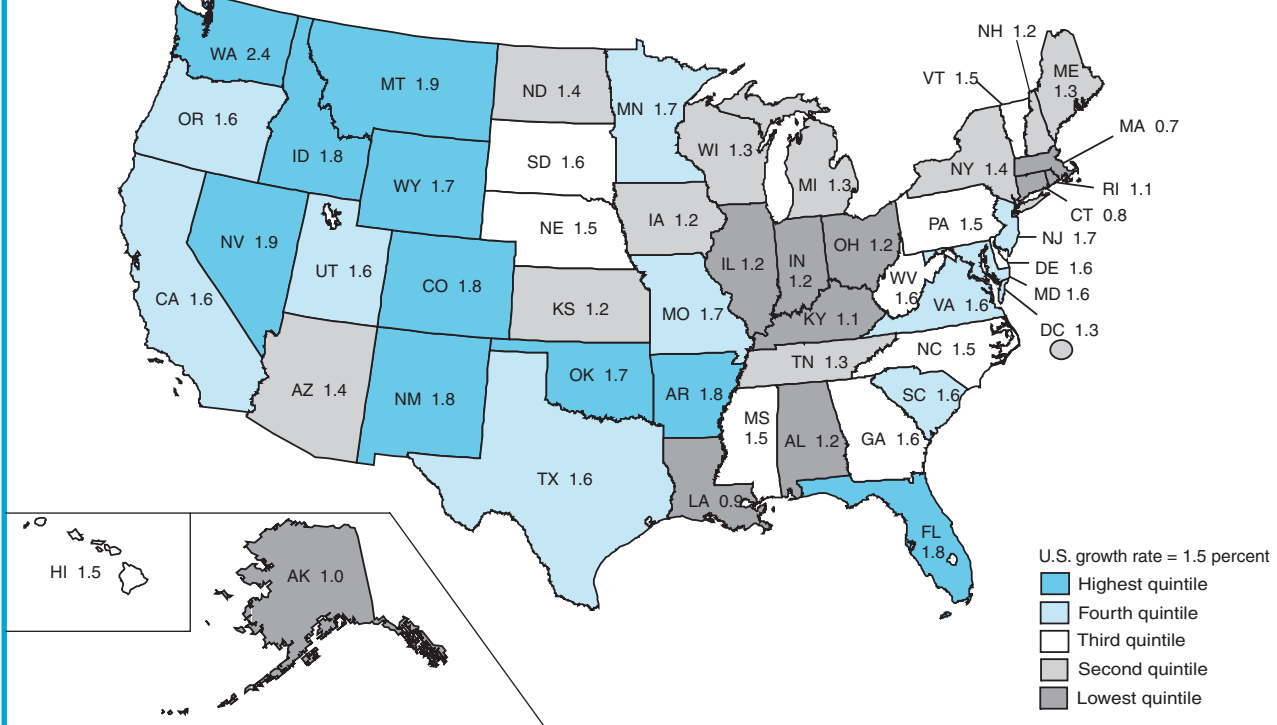 NH 1.2
WA 2.4
VT 1.5
ME
1.3
MT 1.9
ND 1.4
MN 1.7
OR 1.6
MA 0.7
ID 1.8
SD 1.6
WI 1.3
NY 1.4
MI 1.3
WY 1.7
RI 1.1
CT 0.8
IA 1.2
NE 1.5
PA 1.5
NJ 1.7
NV 1.9
OH 1.2
UT 1.6
IL 1.2
IN
1.2
DE 1.6
CO 1.8
WV
1.6
MD 1.6
CA 1.6
VA 1.6
KS 1.2
MO 1.7
KY 1.1
DC 1.3
NC 1.5
TN 1.3
OK 1.7
AZ 1.4
NM 1.8
AR 1.8
SC 1.6
MS
1.5
AL 1.2
GA 1.6
TX 1.6
LA 0.9
FL
1.8
HI 1.5
AK 1.0
U.S. growth rate = 1.5 percent
Highest quintile
Fourth quintile
Third quintile
Second quintile
Lowest quintile